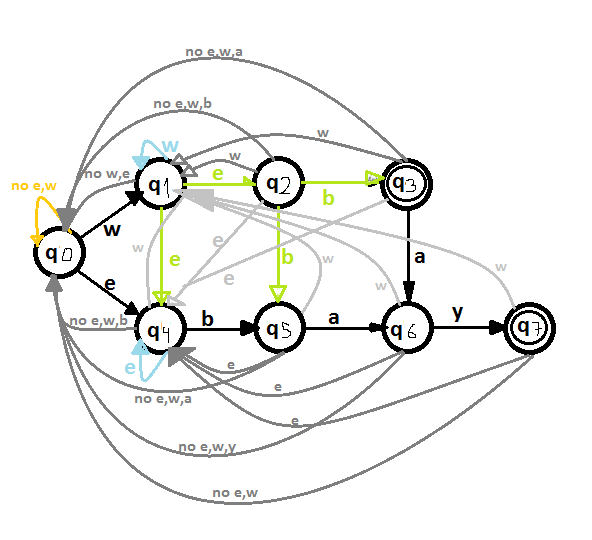 no e,w,a
no e,w,b
w
w
w
no w,e
e
no e,w
q1
q2
q3
b
w
e
q0
w
e
b
a
e
e
w
w
w
no e,w,b
q4
b
q5
a
q6
y
q7
e
e
e
no e,w,a
e
no e,w,y
no e,w